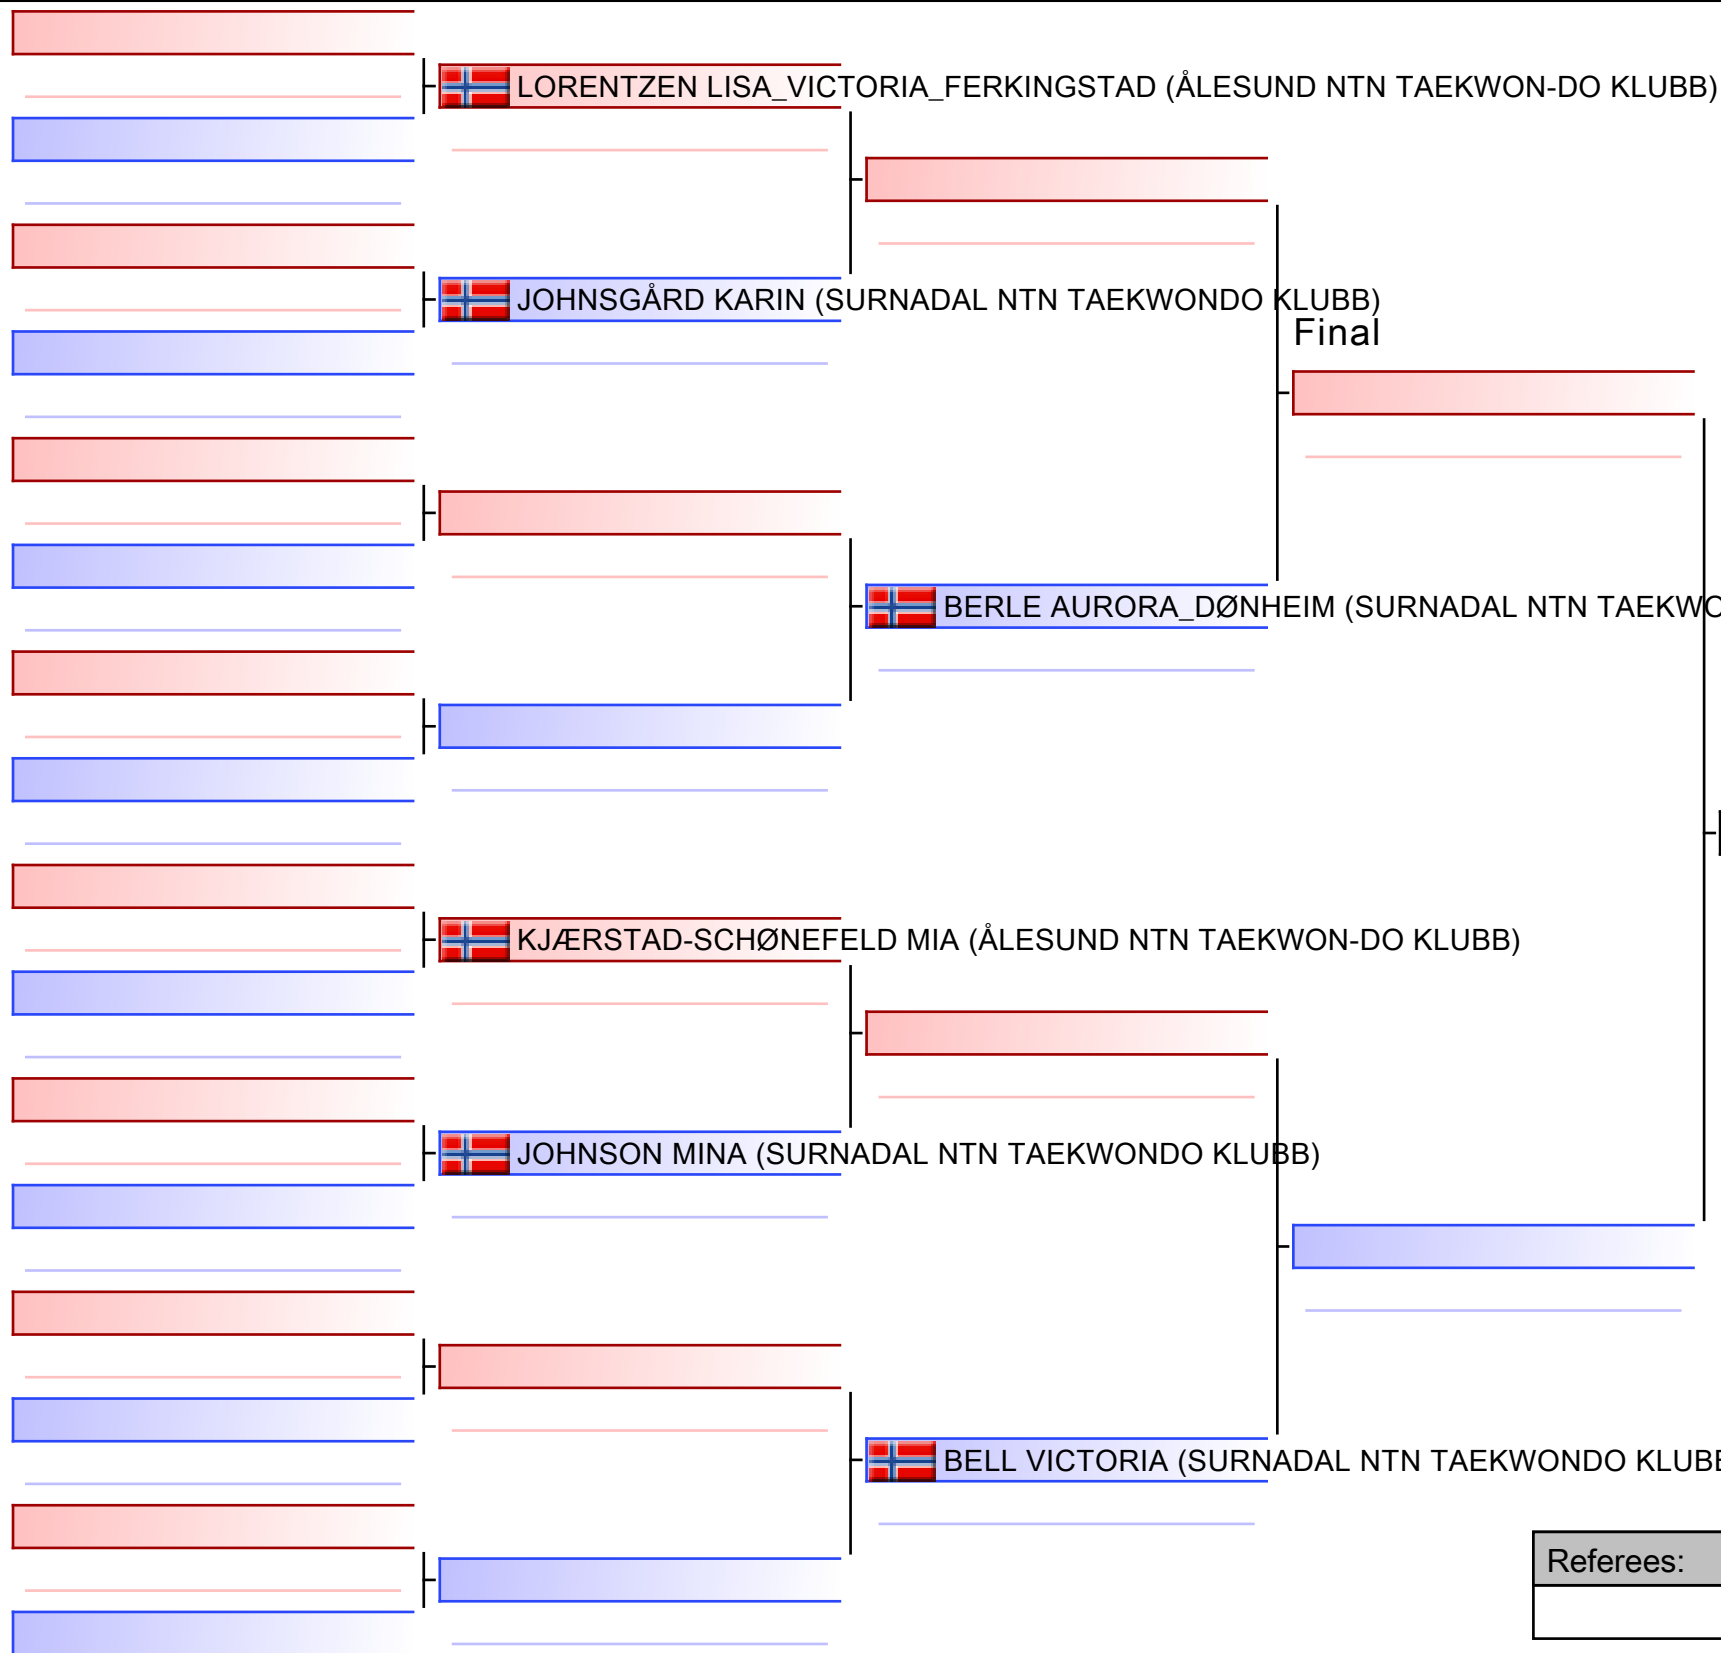 LORENTZEN LISA_VICTORIA_FERKINGSTAD (ÅLESUND NTN TAEKWON-DO KLUBB)
JOHNSGÅRD KARIN (SURNADAL NTN TAEKWONDO KLUBB)
Final
BERLE AURORA_DØNHEIM (SURNADAL NTN
KJÆRSTAD-SCHØNEFELD MIA (ÅLESUND NTN TAEKWON-DO KLUBB)
JOHNSON MINA (SURNADAL NTN TAEKWONDO KLUBB)
BELL VICTORIA (SURNADAL NTN TAEKWONDO KLUBB
Referees: